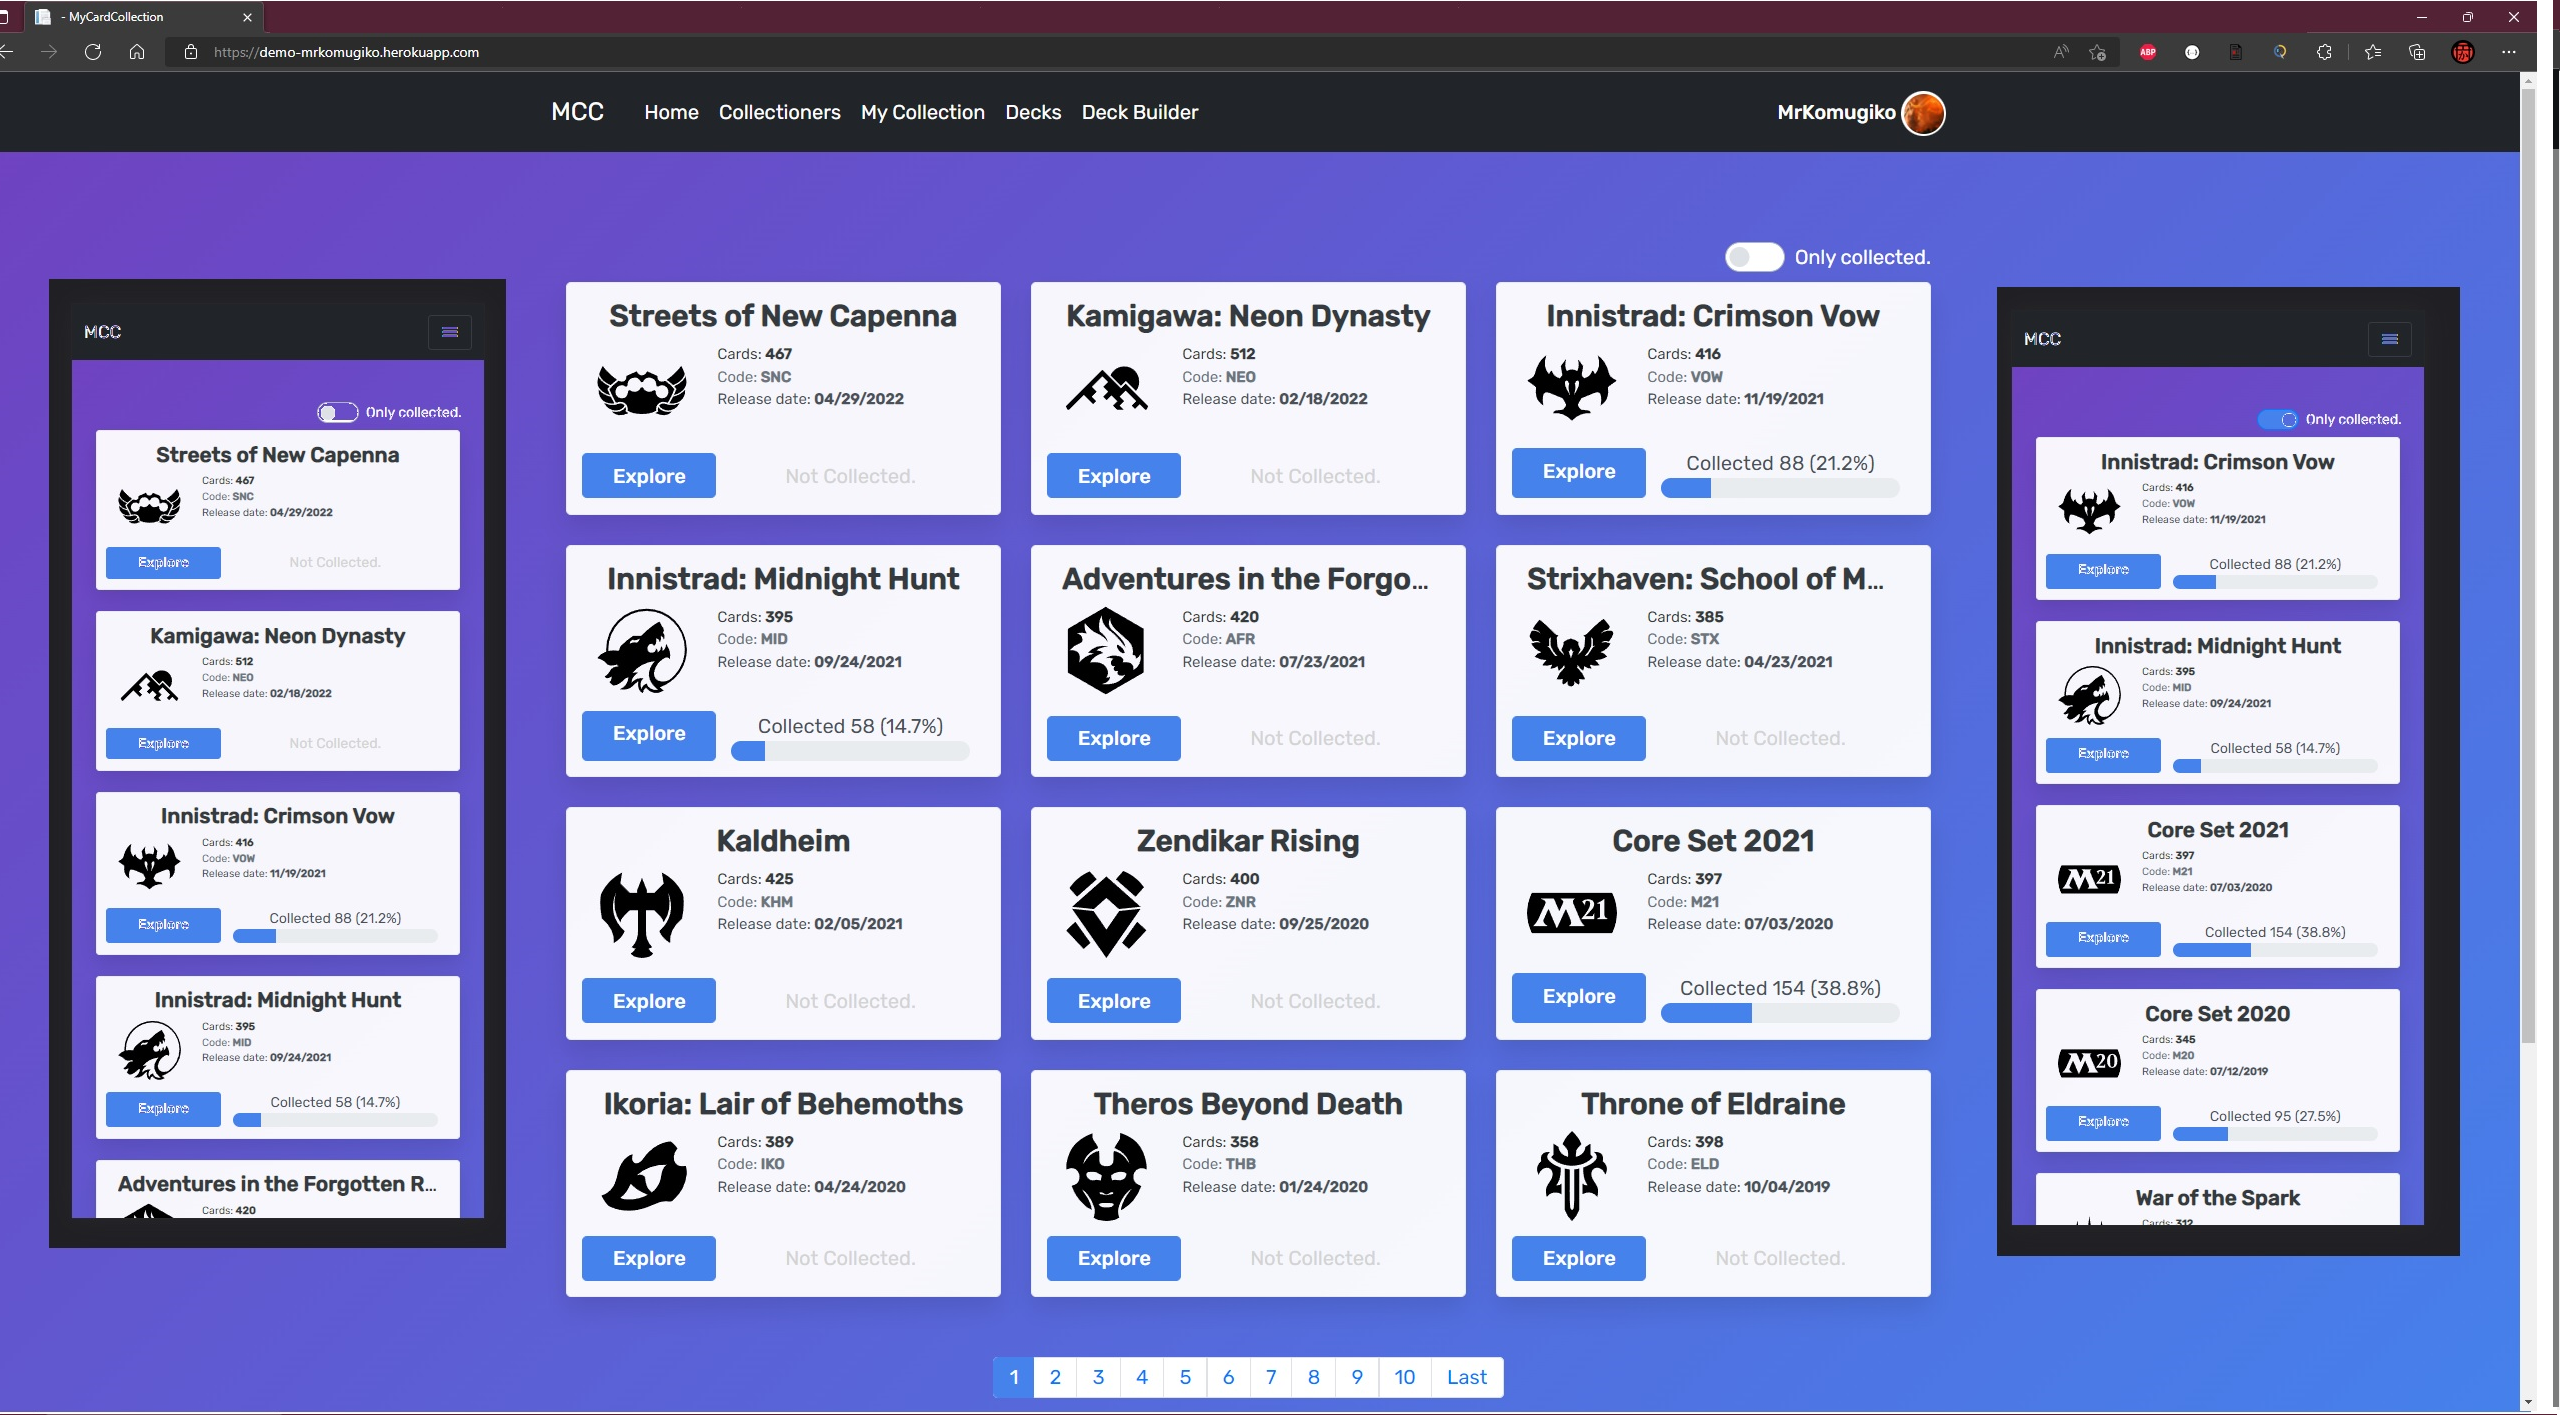 - MyCardCollection
https://demo-mrkomugiko.herokuapp.com
ABP
MCC Home Collectioners My Collection Decks Deck Builder MrKomugiko
Only collected.
MCC
Only collected.
Streets of New Capenna
Cards: 467
Code: SNC
Release date: 04/29/2022
Explore Not Collected.
Kamigawa: Neon Dynasty
Cards: 512
Code: NEO
Release date: 02/18/2022
Explore Not Collected.
Innistrad: Crimson Vow
Cards: 416
Code: VOW
Release date: 11/19/2021
Explore Collected 88 (21.2%)
Innistrad: Midnight Hunt
Cards: 395
Code: MID
Release date: 09/24/2021
Explore Collected 58 (14.7%)
Adventures in the Forgotten R...
Cards: 420
Streets of New Capenna
Cards: 467
Code: SNC
Release date: 04/29/2022
Explore Not Collected.
Kamigawa: Neon Dynasty
Cards: 512
Code: NEO
Release date: 02/18/2022
Explore Not Collected.
Innistrad: Crimson Vow
Cards: 416
Code: VOW
Release date: 11/19/2021
Explore Collected 88 (21.2%)
Innistrad: Midnight Hunt
Cards: 395
Code: MID
Release date: 09/24/2021
Explore Collected 58 (14.7%)
Adventures in the Forgo...
Cards: 420
Code: AFR
Release date: 07/23/2021
Explore Not Collected.
Strixhaven: School of M...
Cards: 385
Code: STX
Release date: 04/23/2021
Explore Not Collected.
Kaldheim
Cards: 425
Code: KHM
Release date: 02/05/2021
Explore Not Collected.
Zendikar Rising
Cards: 400
Code: ZNR
Release date: 09/25/2020
Explore Not Collected.
Core Set 2021
M21
Cards: 397
Code: M21
Release date: 07/03/2020
Explore Collected 154 (38.8%)
Ikoria: Lair of Behemoths
Cards: 389
Code: IKO
Release date: 04/24/2020
Explore Not Collected.
Theros Beyond Death
Cards: 358
Code: THB
Release date: 01/24/2020
Explore Not Collected.
Throne of Eldraine
Cards: 398
Code: ELD
Release date: 10/04/2019
Explore Not Collected.
MCC
Only collected.
Innistrad: Crimson Vow
Cards: 416
Code: VOW
Release date: 11/19/2021
Explore Collected 88 (21.2%)
Innistrad: Midnight Hunt
Cards: 395
Code: MID
Release date: 09/24/2021
Explore Collected 58 (14.7%)
Core Set 2021
M21
Cards: 397
Code: M21
Release date: 07/03/2020
Explore Collected 154 (38.8%)
Core Set 2020
M20
Cards: 345
Code: M20
Release date: 07/12/2019
Explore Collected 95 (27.5%)
War of the Spark
Cards: 312
1 2 3 4 5 6 7 8 9 10 Last